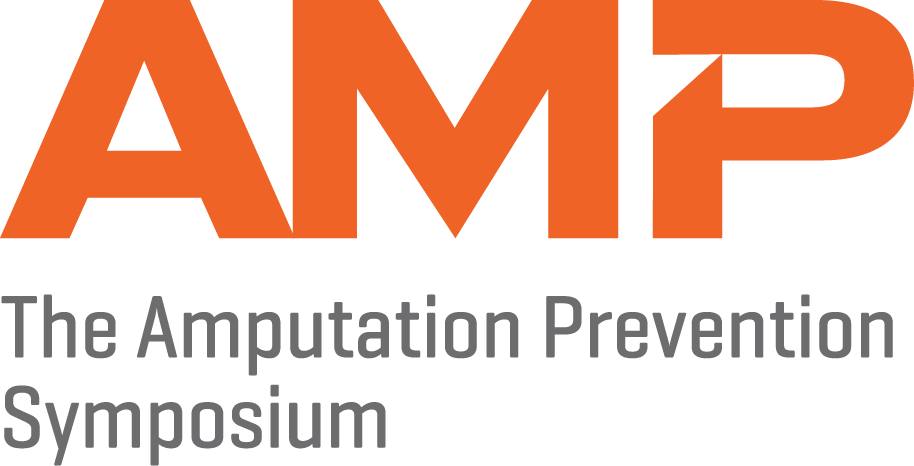 AMP
The Amputation Prevention
Symposium